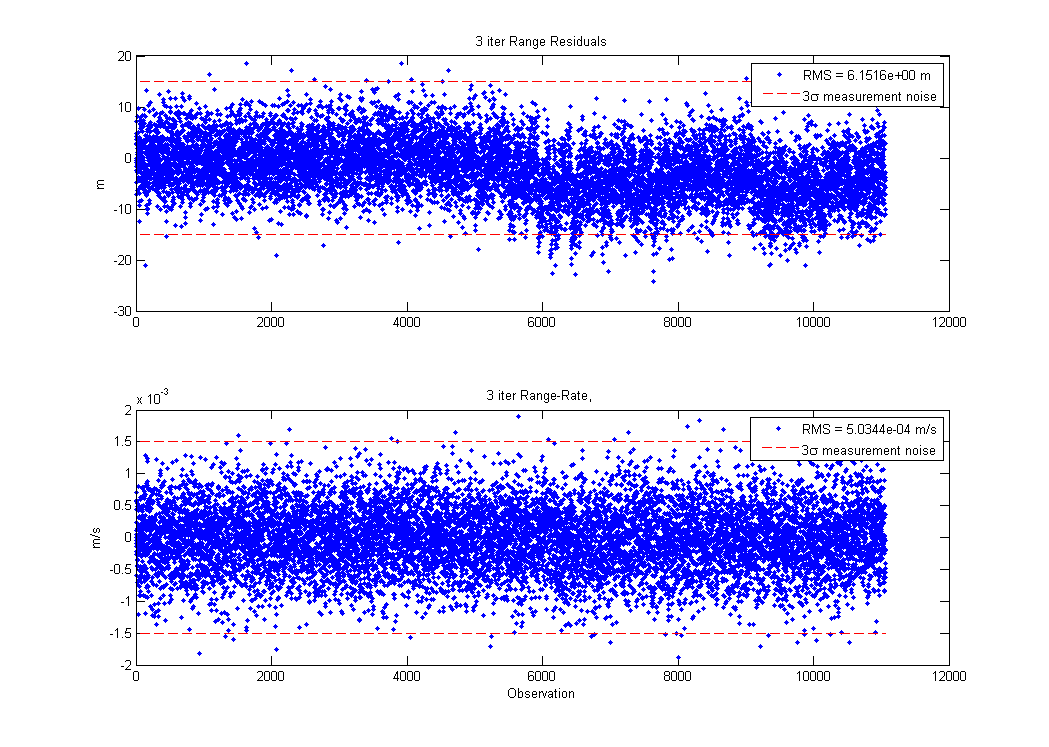 3 iter Range Residuals
20
10
0
-10
-20
-30
m
RMS = 6.1516e+00 m
3σ measurement noise
0
2000
4000
6000
8000
10000
12000
3 iter Range-Rate,
x 10^-3
2
1.5
1
0.5
0
-0.5
-1
-1.5
-2
m/s
RMS = 5.0344e-04 m/s
3σ measurement noise
0
2000
4000
6000
8000
10000
12000
Observation